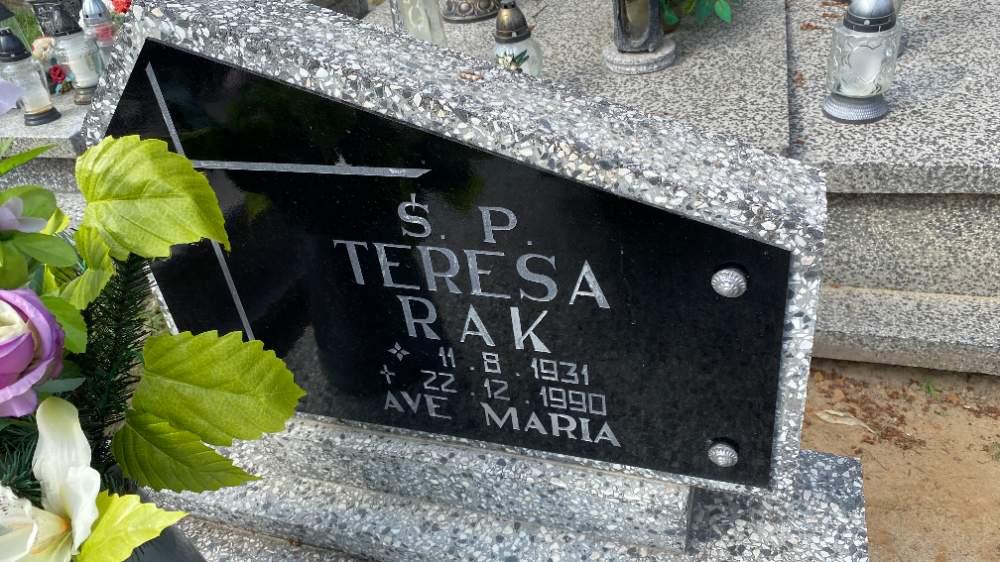 Ś. P.
TERESA
RAK
11. 8. 1931
22. 12. 1990
AVE MARIA